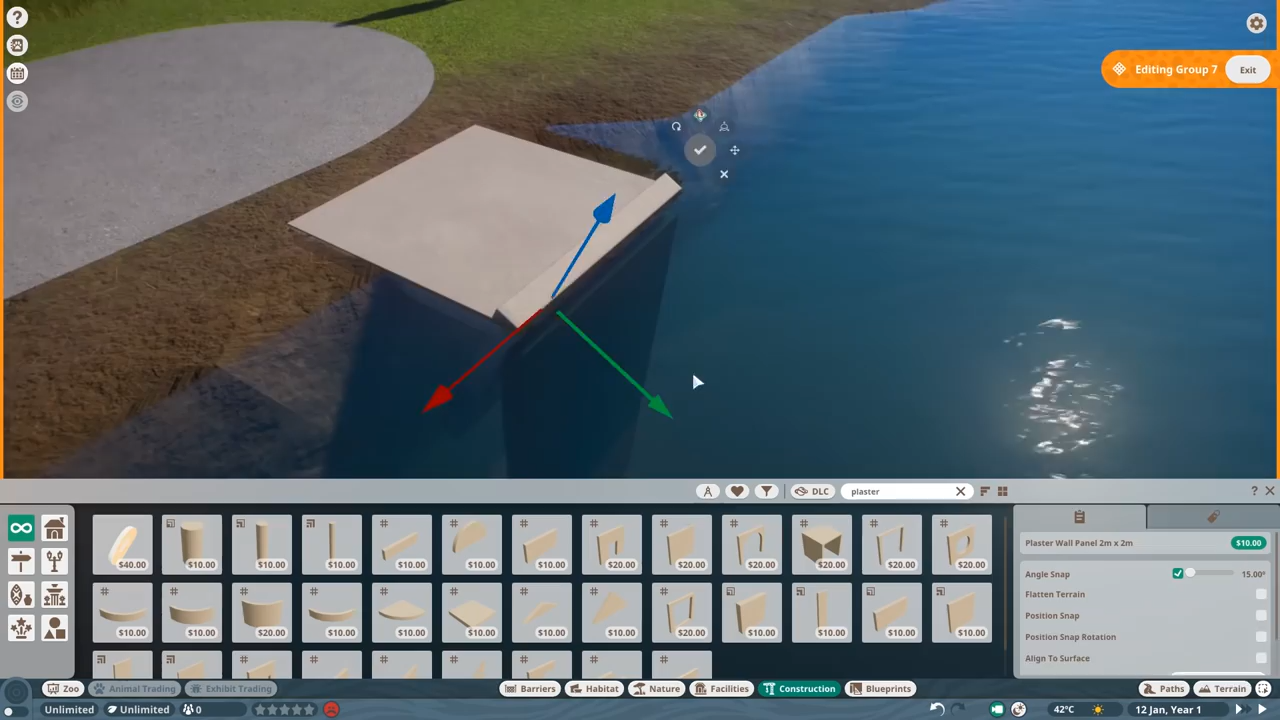 ?
Editing Group 7 Exit
DLC plaster ?
$40.00 $10.00 $10.00 $10.00 $10.00 $10.00 $10.00 $20.00 $10.00 $20.00 $20.00 $20.00 $20.00
$10.00 $10.00 $20.00 $10.00 $10.00 $10.00 $10.00 $10.00 $20.00 $10.00 $10.00 $10.00 $10.00
Plaster Wall Panel 2m x 2m $10.00
Angle Snap 15.00°
Flatten Terrain
Position Snap
Position Snap Rotation
Align To Surface
Zoo Animal Trading Exhibit Trading Barriers Habitat Nature Facilities Construction Blueprints Paths Terrain
Unlimited Unlimited 0 42°C 12 Jan, Year 1